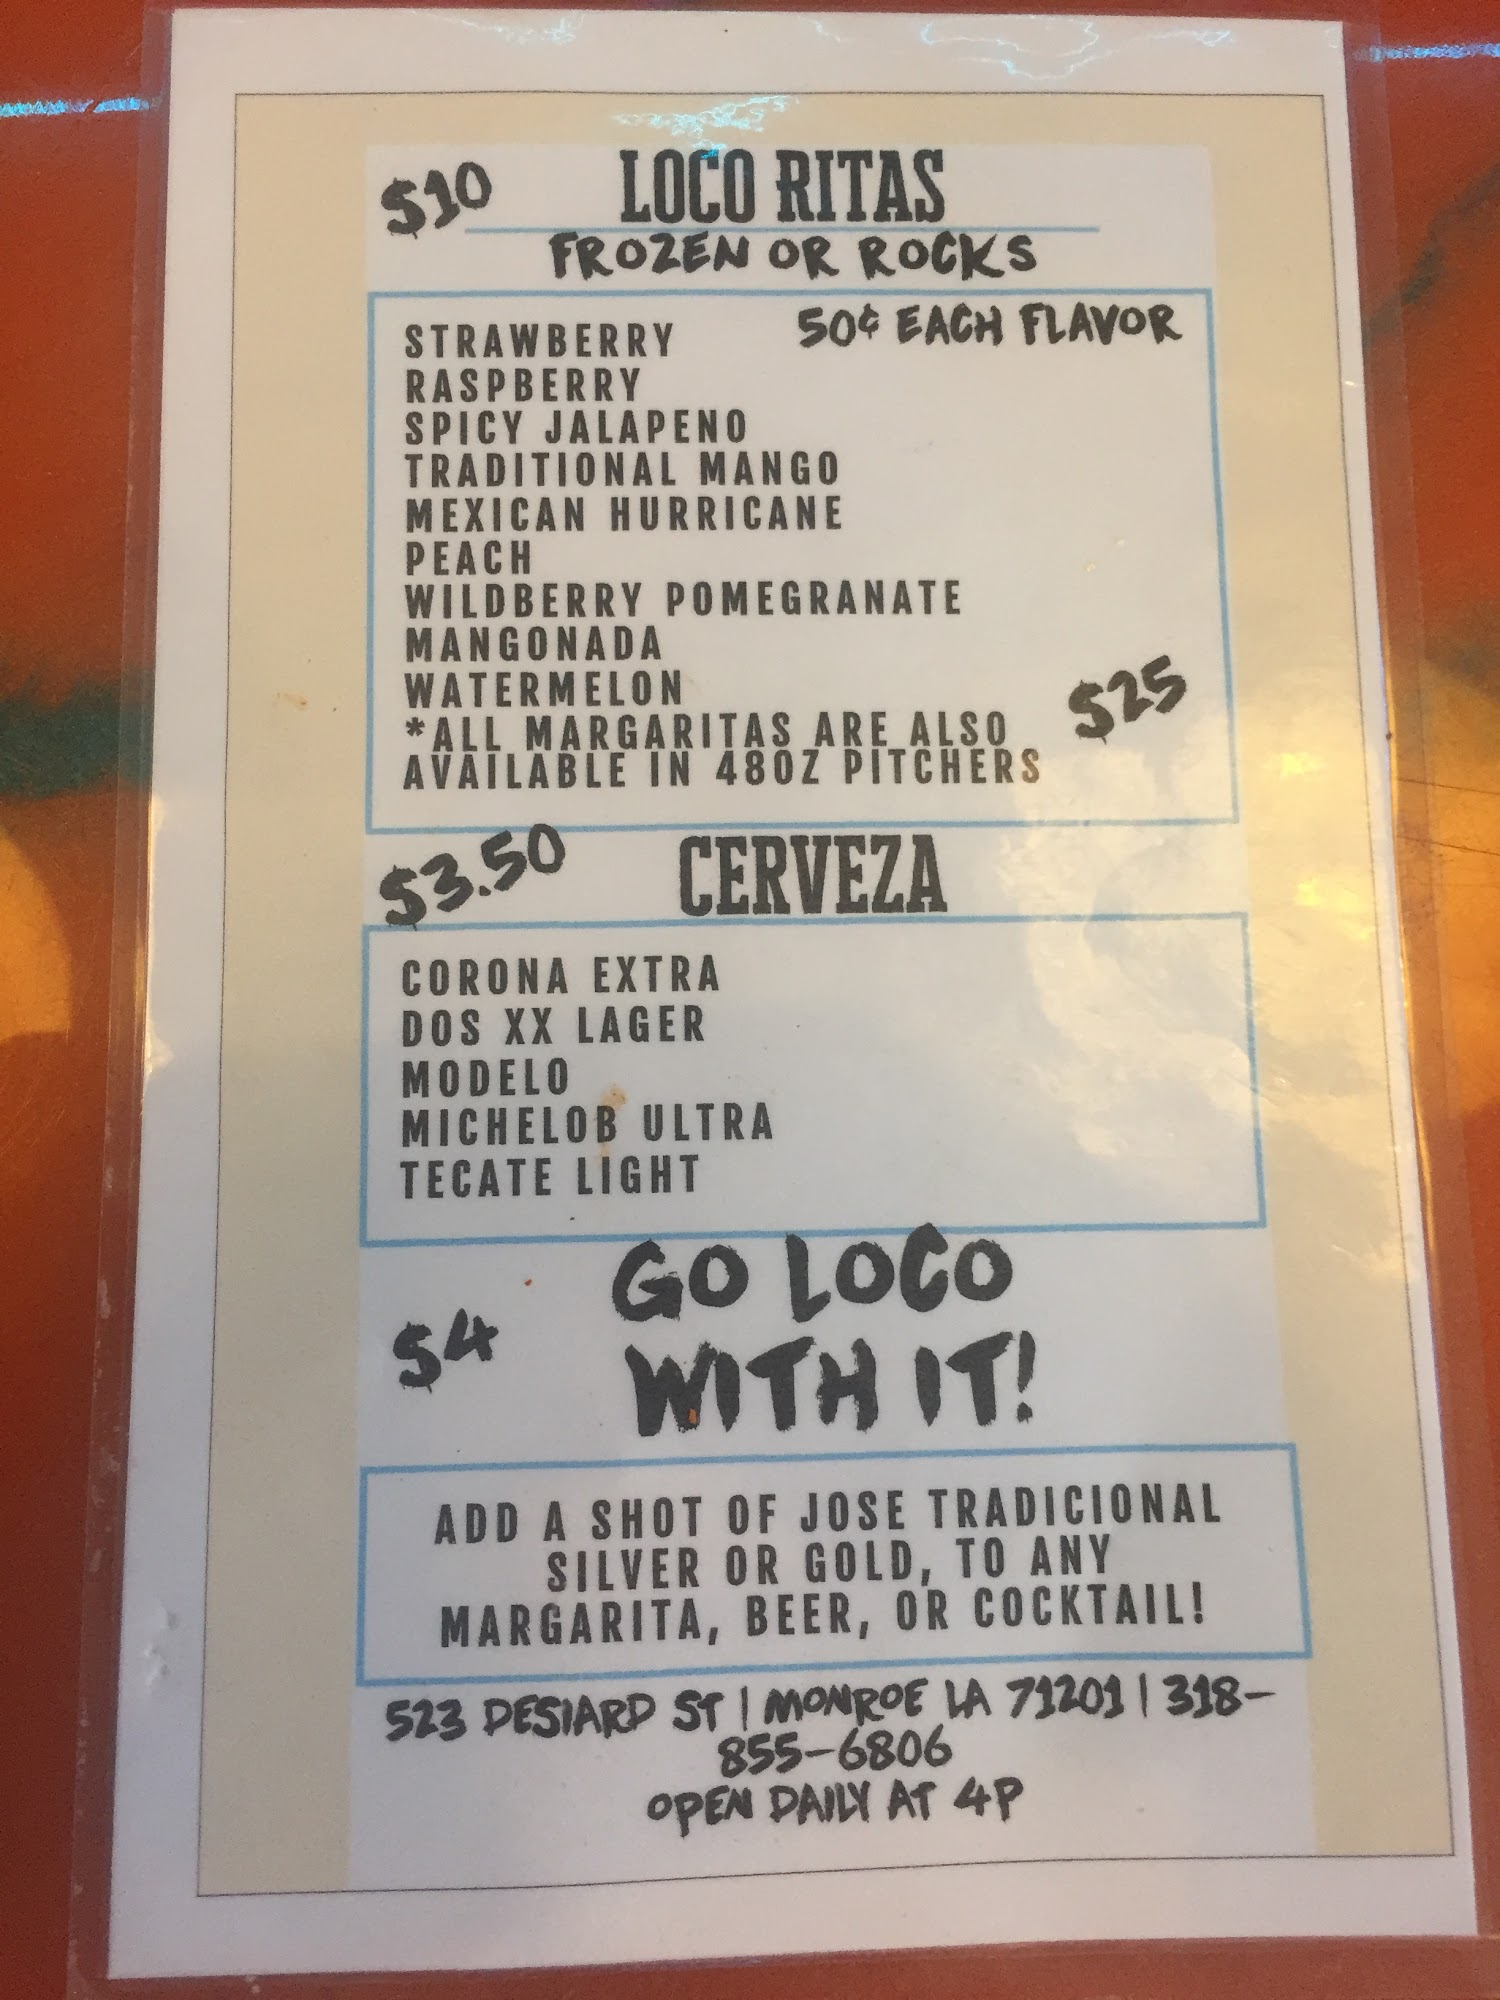 $10 LOCO RITAS
FROZEN OR ROCKS
50¢ EACH FLAVOR
STRAWBERRY
RASPBERRY
SPICY JALAPENO
TRADITIONAL MANGO
MEXICAN HURRICANE
PEACH
WILDBERRY POMEGRANATE
MANGONADA
WATERMELON
*ALL MARGARITAS ARE ALSO
AVAILABLE IN 48OZ PITCHERS
$25
$3.50 CERVEZA
CORONA EXTRA
DOS XX LAGER
MODELO
MICHELOB ULTRA
TECATE LIGHT
GO LOCO
$4 WITH IT!
ADD A SHOT OF JOSE TRADICIONAL
SILVER OR GOLD, TO ANY
MARGARITA, BEER, OR COCKTAIL!
523 DESIARD ST | MONROE LA 71201 | 318-
855-6806
OPEN DAILY AT 4P